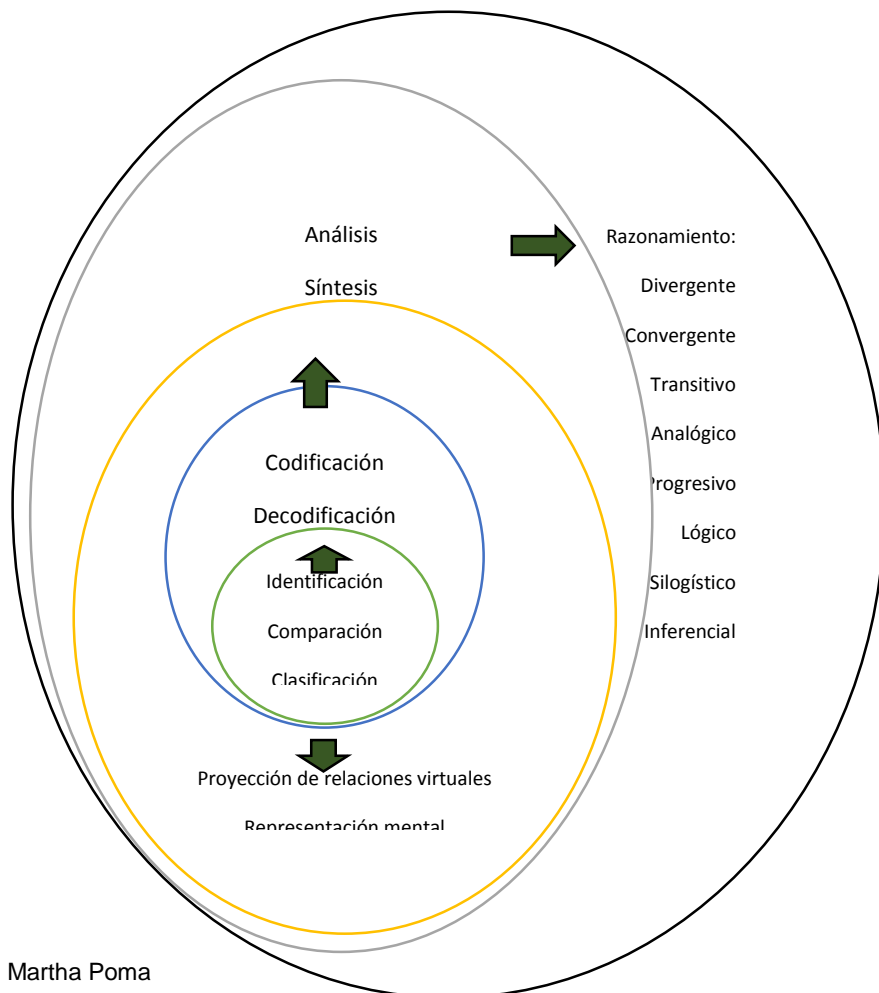 Análisis
Síntesis
Razonamiento:
Divergente
Convergente
Transitivo
Analógico
Progresivo
Lógico
Silogístico
Inferencial
Codificación
Decodificación
Identificación
Comparación
Clasificación
Proyección de relaciones virtuales
Representación mental
Martha Poma